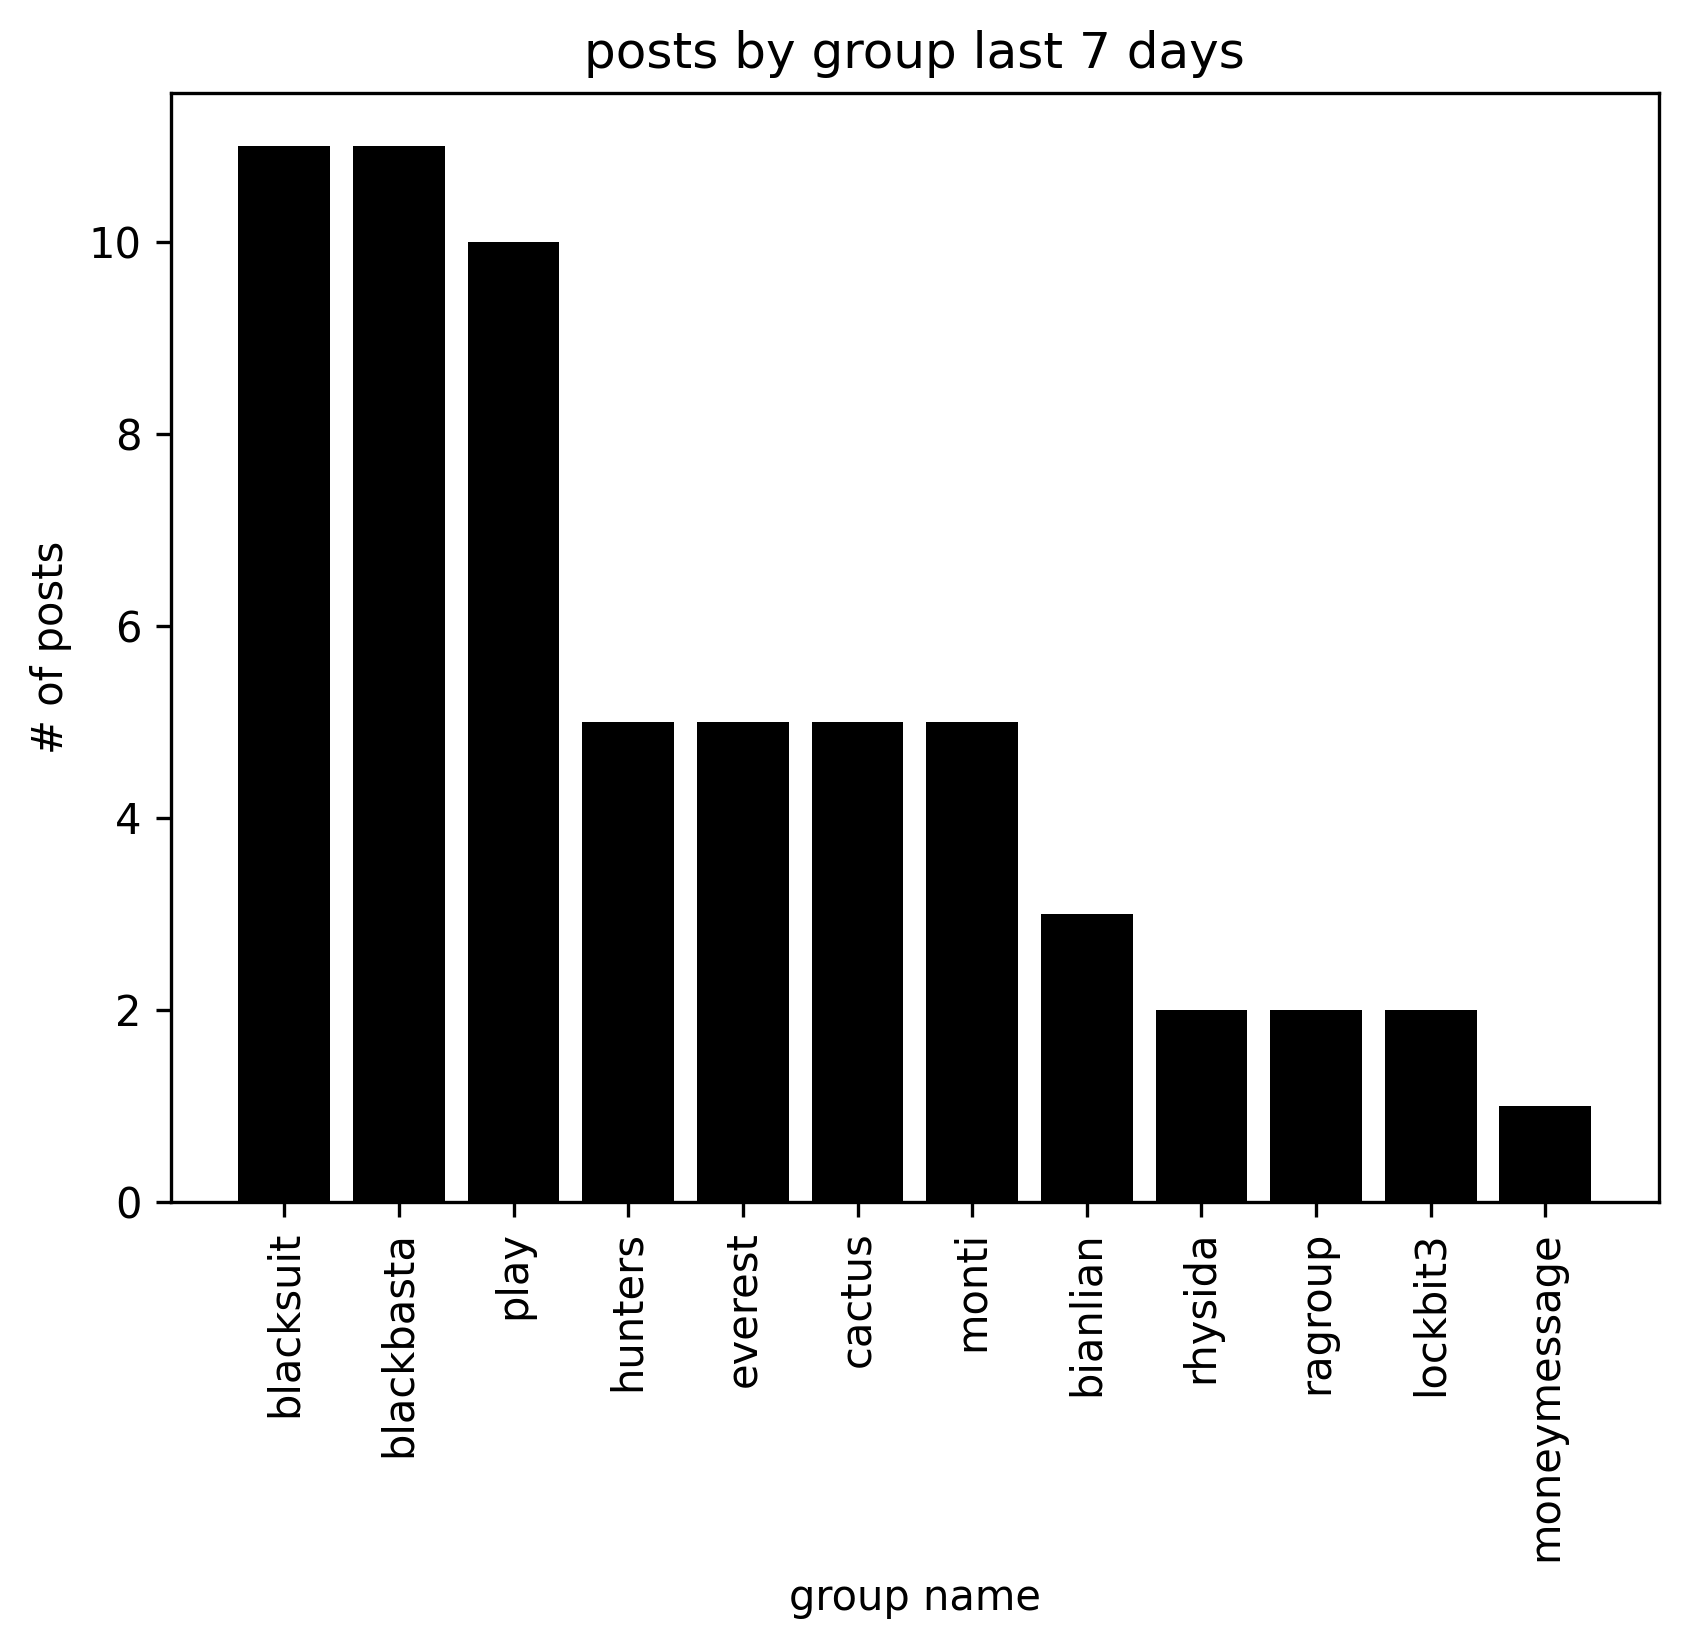 posts by group last 7 days
# of posts
10
8
6
4
2
0
blacksuit
blackbasta
play
hunters
everest
cactus
monti
bianlian
rhysida
ragroup
lockbit3
moneymessage
group name